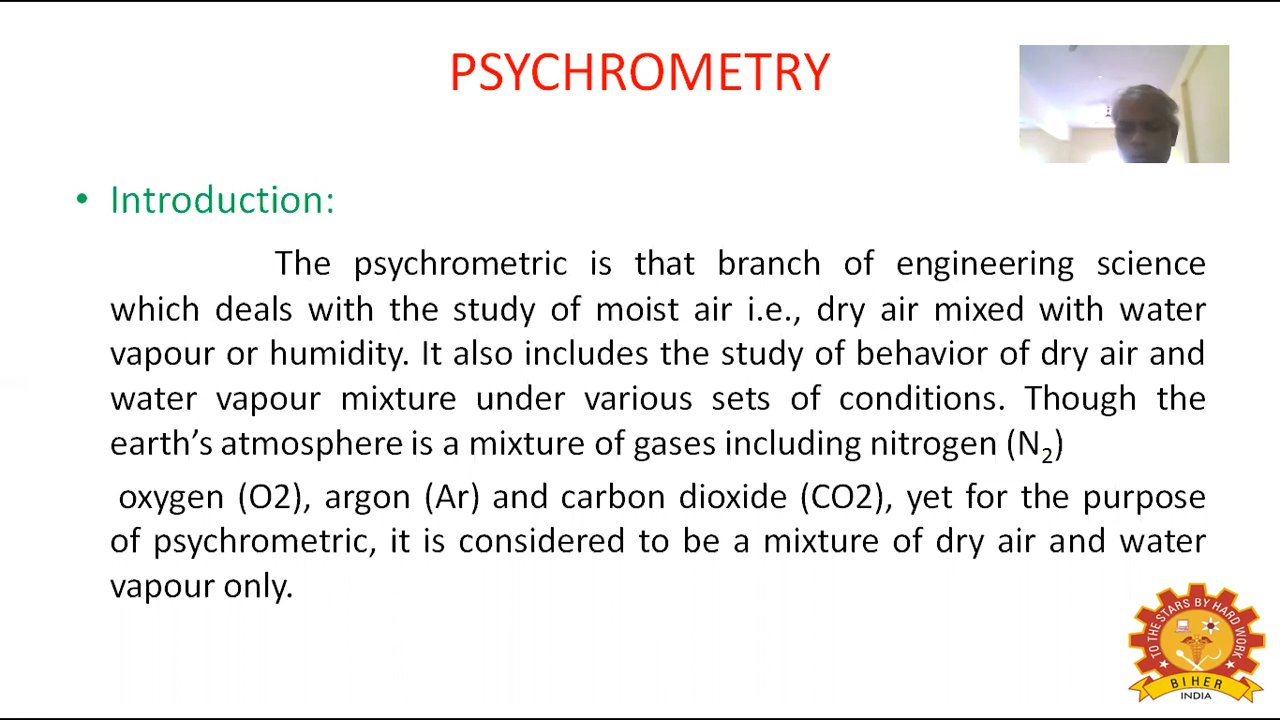 PSYCHROMETRY
• Introduction:
The psychrometric is that branch of engineering science
which deals with the study of moist air i.e., dry air mixed with water
vapour or humidity. It also includes the study of behavior of dry air and
water vapour mixture under various sets of conditions. Though the
earth’s atmosphere is a mixture of gases including nitrogen (N2)
oxygen (O2), argon (Ar) and carbon dioxide (CO2), yet for the purpose
of psychrometric, it is considered to be a mixture of dry air and water
vapour only.
TO THE STARS BY HARD WORK
BIHER
INDIA